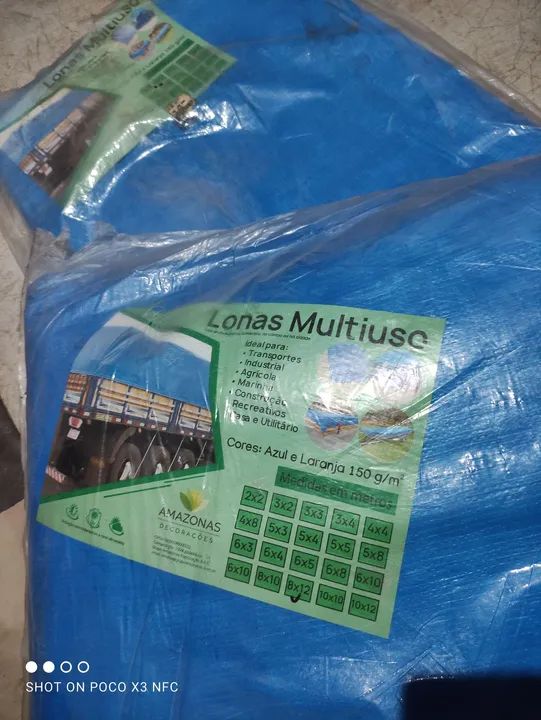 Lonas Multiuso
Lonas Multiuso
Ideal para:
• Transportes
• Industrial
• Agrícola
• Marinha
Construção
Recreativos
Casa e Utilitário
Cores: Azul e Laranja 150 g/m²
Medidas em metros
2x2 3x2 3x3 3x4 4x4
4x8 5x3 5x4 5x5 5x8
6x3 6x4 6x5 6x8 6x10
6x10 8x10 8x12 10x10 10x12
AMAZONAS
DECORAÇÕES
SHOT ON POCO X3 NFC